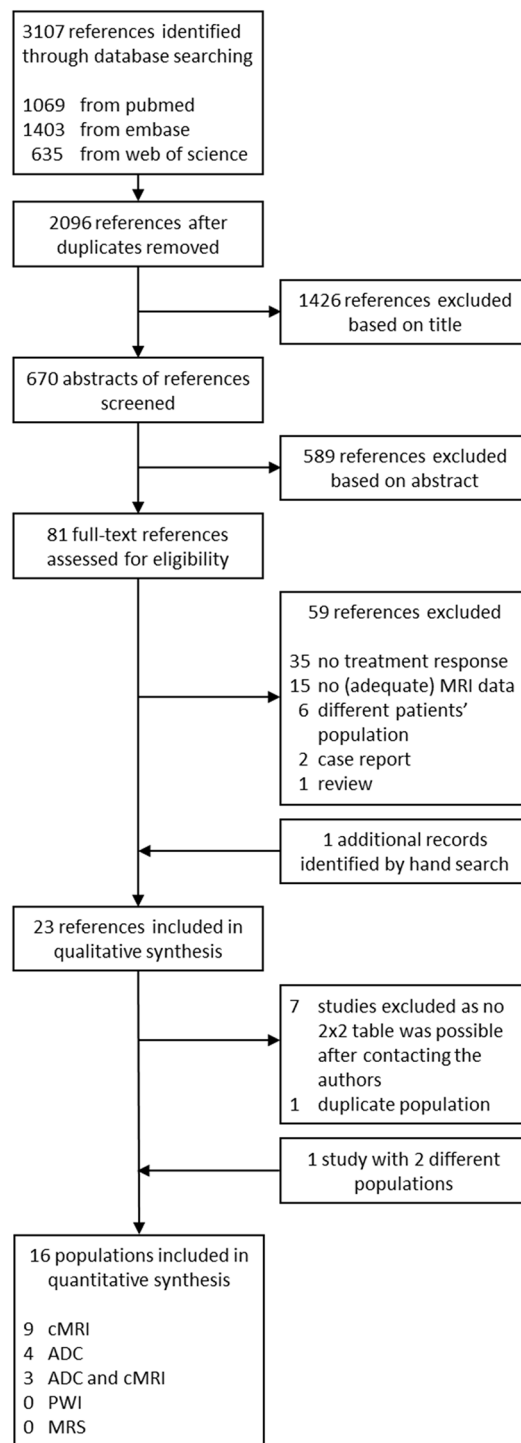 3107 references identified
through database searching
1069 from pubmed
1403 from embase
635 from web of science
2096 references after
duplicates removed
1426 references excluded
based on title
670 abstracts of references
screened
589 references excluded
based on abstract
81 full-text references
assessed for eligibility
59 references excluded
35 no treatment response
15 no (adequate) MRI data
6 different patients’
population
2 case report
1 review
1 additional records
identified by hand search
23 references included in
qualitative synthesis
7 studies excluded as no
2x2 table was possible
after contacting the
authors
1 duplicate population
1 study with 2 different
populations
16 populations included in
quantitative synthesis
9 cMRI
4 ADC
3 ADC and cMRI
0 PWI
0 MRS